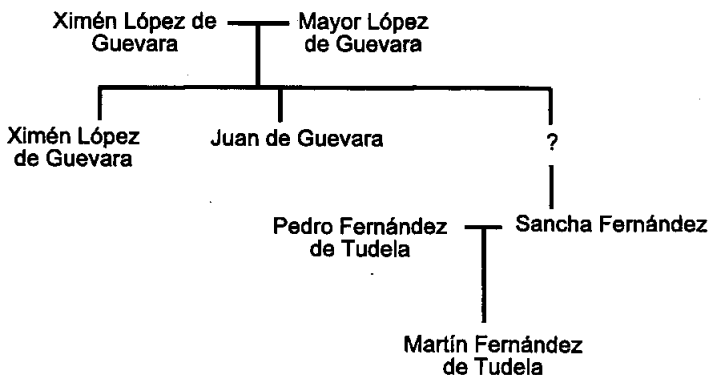 Ximén López de
Guevara
Mayor López
de Guevara
Ximén López
de Guevara
Juan de Guevara
?
Pedro Fernández
de Tudela
Sancha Fernández
Martín Fernández
de Tudela